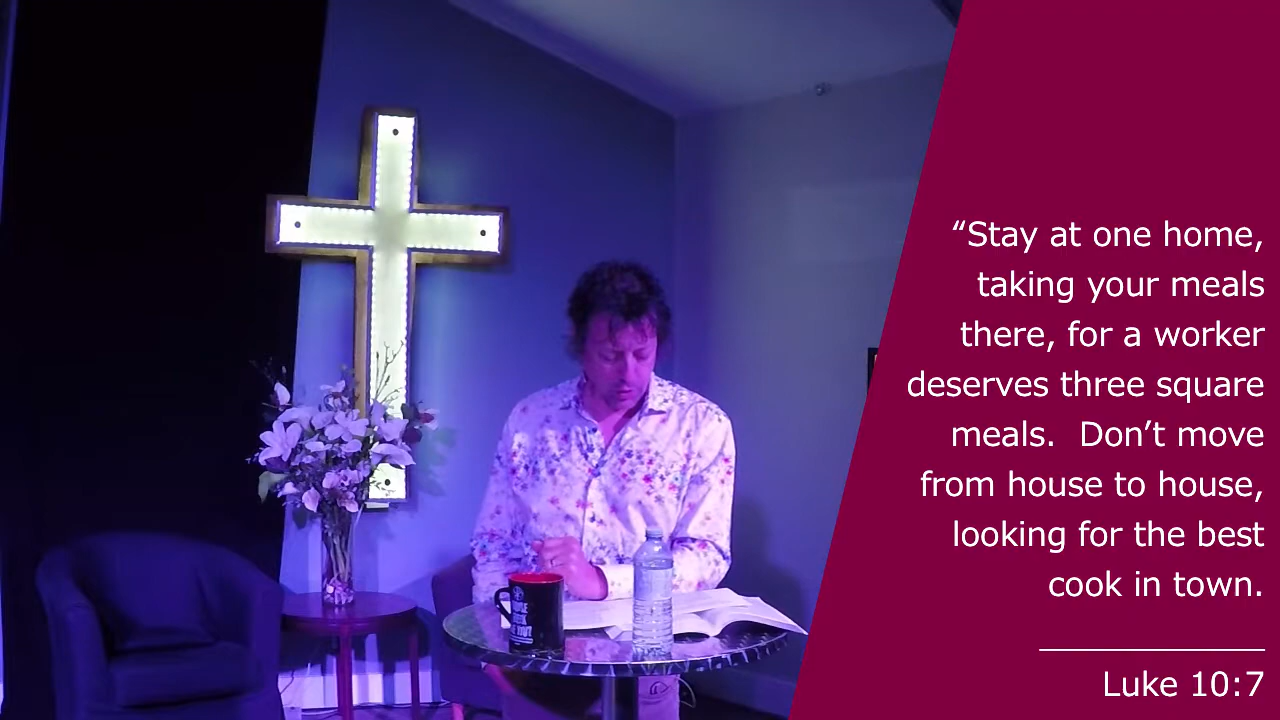 “Stay at one home,
taking your meals
there, for a worker
deserves three square
meals.  Don’t move
from house to house,
looking for the best
cook in town.
Luke 10:7